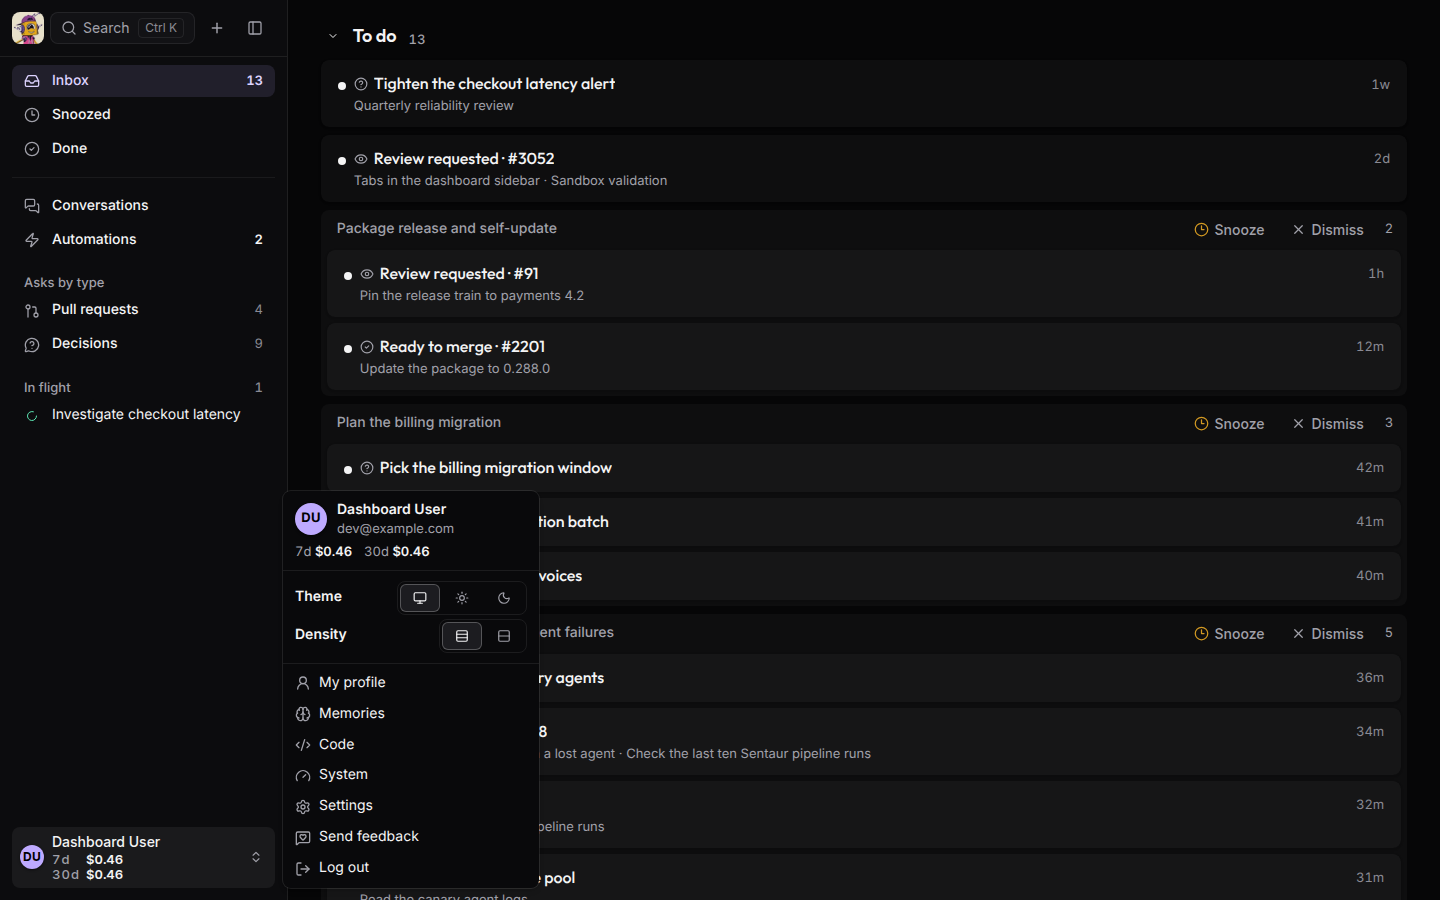 Search Ctrl K
Inbox 13
Snoozed
Done
Conversations
Automations 2
Asks by type
Pull requests 4
Decisions 9
In flight 1
Investigate checkout latency
To do 13
Tighten the checkout latency alert 1w
Quarterly reliability review
Review requested · #3052 2d
Tabs in the dashboard sidebar · Sandbox validation
Package release and self-update Snooze Dismiss 2
Review requested · #91 1h
Pin the release train to payments 4.2
Ready to merge · #2201 12m
Update the package to 0.288.0
Plan the billing migration Snooze Dismiss 3
Pick the billing migration window 42m
tion batch 41m
voices 40m
ent failures Snooze Dismiss 5
ry agents 36m
8 34m
a lost agent · Check the last ten Sentaur pipeline runs
32m
peline runs
e pool 31m
Read the canary agent logs
DU Dashboard User
dev@example.com
7d $0.46 30d $0.46
Theme
Density
My profile
Memories
Code
System
Settings
Send feedback
Log out
DU Dashboard User
7d $0.46
30d $0.46